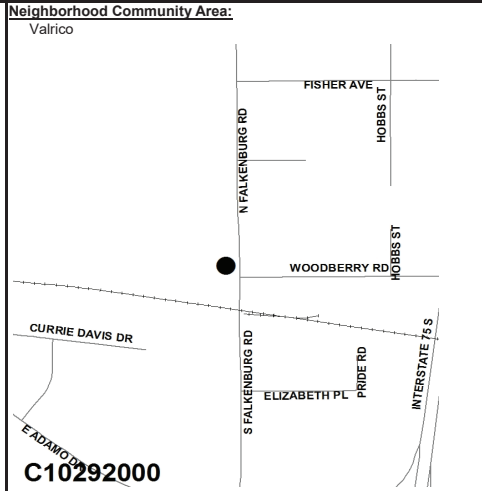 Neighborhood Community Area:
Valrico
FISHER AVE
HOBBS ST
N FALKENBURG RD
HOBBS ST
WOODBERRY RD
CURRIE DAVIS DR
S FALKENBURG RD
PRIDE RD
INTERSTATE 75 S
ELIZABETH PL
E ADAMO DR
C10292000